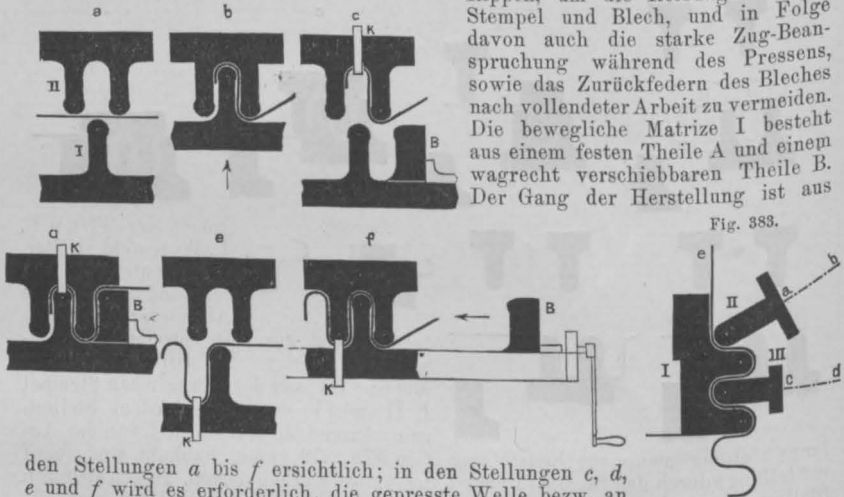 a b c
Stempel und Blech, und in Folge
davon auch die starke Zug-Bean-
spruchung während des Pressens,
sowie das Zurückfedern des Bleches
nach vollendeter Arbeit zu vermeiden.
Die bewegliche Matrize I besteht
aus einem festen Theile A und einem
wagrecht verschiebbaren Theile B.
Der Gang der Herstellung ist aus
K
II
I
B
Fig. 383.
a e f
K
B
B
K
K
e
b
II
a
I
III
c
d
den Stellungen a bis f ersichtlich; in den Stellungen c, d,
e und f wird es erforderlich, die gepresste Welle bezw. an